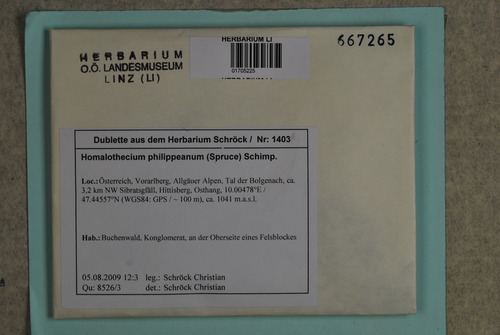 HERBARIUM LI
667265
HERBARIUM
O.Ö. LANDESMUSEUM
LINZ (LI)
01705225
HERBARIUM LI
Dublette aus dem Herbarium Schröck / Nr: 1403
Homalothecium philippeanum (Spruce) Schimp.
Loc.: Österreich, Vorarlberg, Allgäuer Alpen, Tal der Bolgenach, ca.
3,2 km NW Sibratsgfäll, Hittisberg, Osthang, 10.00478°E /
47.44557°N (WGS84; GPS / ~ 100 m), ca. 1041 m.a.s.l.
Hab.: Buchenwald, Konglomerat, an der Oberseite eines Felsblockes
05.08.2009 12:3 leg.: Schröck Christian
Qu: 8526/3 det.: Schröck Christian